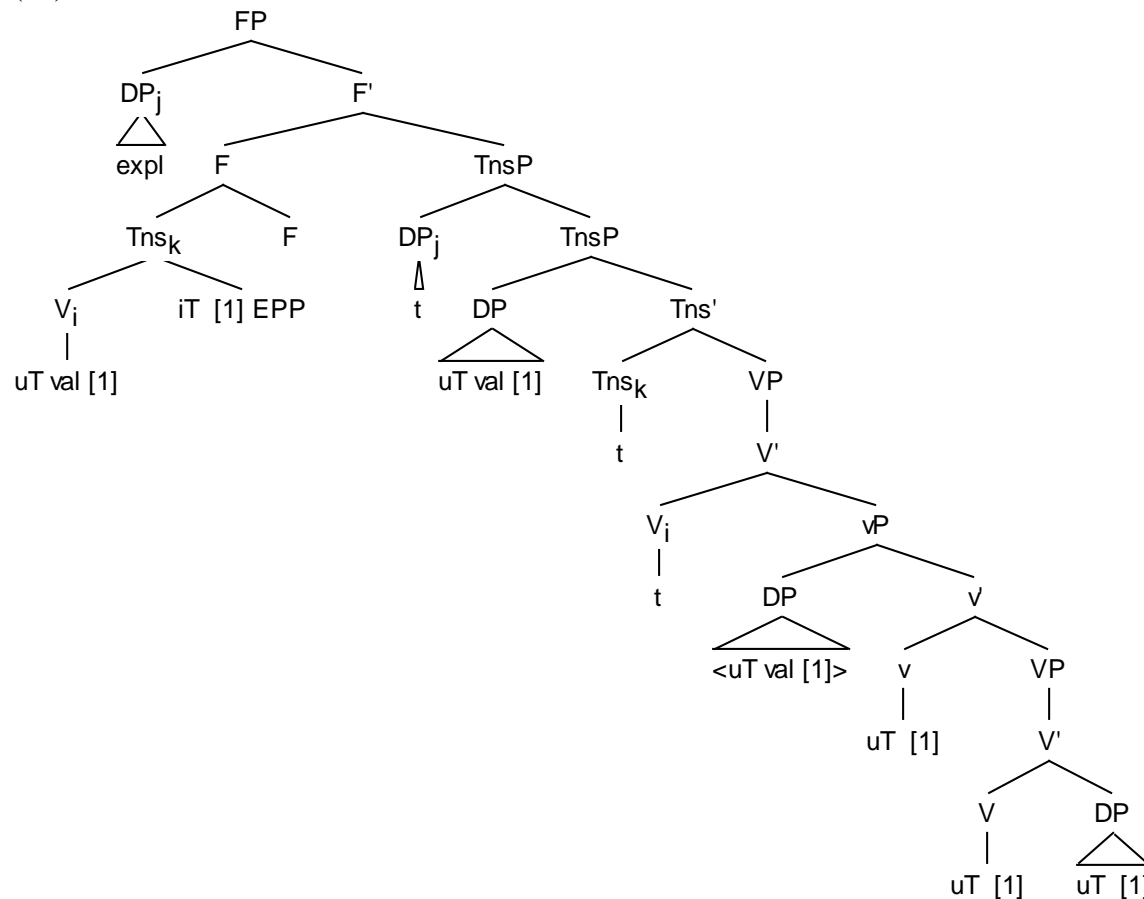 FP
DPj F'
expl F TnsP
Tnsk F DPj TnsP
Vi iT [1] EPP t DP Tns'
uT val [1] uT val [1] Tnsk VP
t V'
Vi vP
t DP v'
<uT val [1]> v VP
uT [1] V'
V DP
uT [1] uT [1]